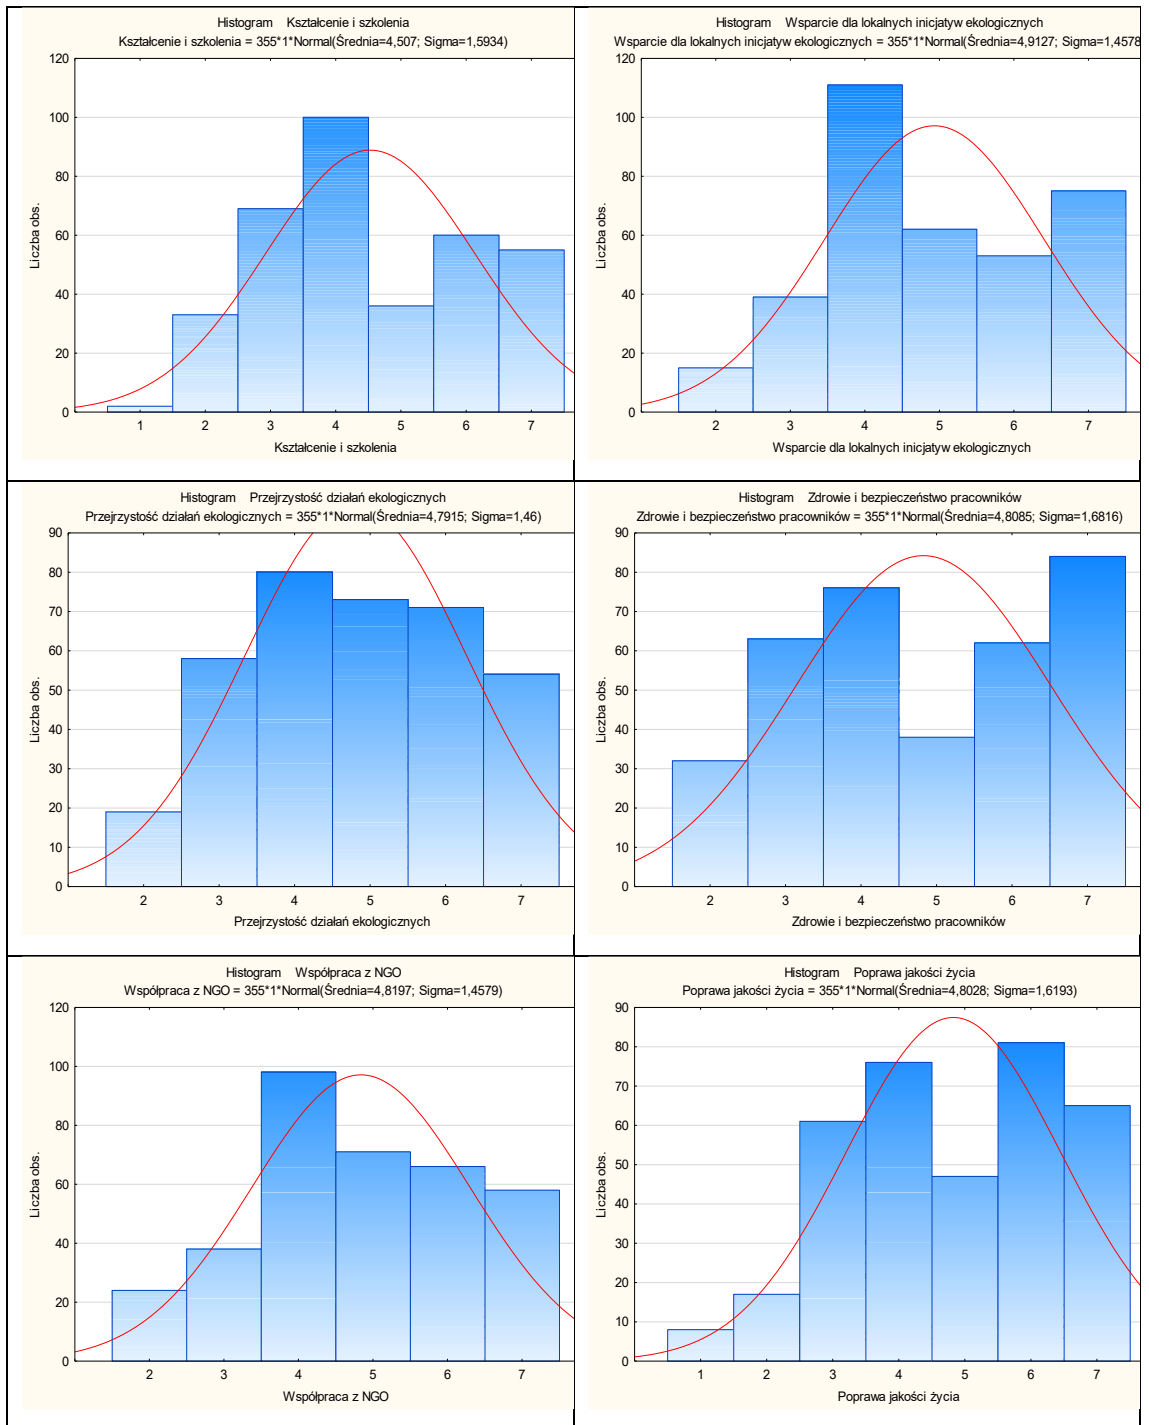 Histogram    Kształcenie i szkolenia
Kształcenie i szkolenia = 355*1*Normal(Średnia=4,507; Sigma=1,5934)
120
100
80
60
40
20
0
Liczba obs.
1 2 3 4 5 6 7
Kształcenie i szkolenia
Histogram    Wsparcie dla lokalnych inicjatyw ekologicznych
Wsparcie dla lokalnych inicjatyw ekologicznych = 355*1*Normal(Średnia=4,9127; Sigma=1,4578
120
100
80
60
40
20
0
Liczba obs.
2 3 4 5 6 7
Wsparcie dla lokalnych inicjatyw ekologicznych
Histogram    Przejrzystość działań ekologicznych
Przejrzystość działań ekologicznych = 355*1*Normal(Średnia=4,7915; Sigma=1,46)
90
80
70
60
50
40
30
20
10
0
Liczba obs.
2 3 4 5 6 7
Przejrzystość działań ekologicznych
Histogram    Zdrowie i bezpieczeństwo pracowników
Zdrowie i bezpieczeństwo pracowników = 355*1*Normal(Średnia=4,8085; Sigma=1,6816)
90
80
70
60
50
40
30
20
10
0
Liczba obs.
2 3 4 5 6 7
Zdrowie i bezpieczeństwo pracowników
Histogram    Współpraca z NGO
Współpraca z NGO = 355*1*Normal(Średnia=4,8197; Sigma=1,4579)
120
100
80
60
40
20
0
Liczba obs.
2 3 4 5 6 7
Współpraca z NGO
Histogram    Poprawa jakości życia
Poprawa jakości życia = 355*1*Normal(Średnia=4,8028; Sigma=1,6193)
90
80
70
60
50
40
30
20
10
0
Liczba obs.
1 2 3 4 5 6 7
Poprawa jakości życia